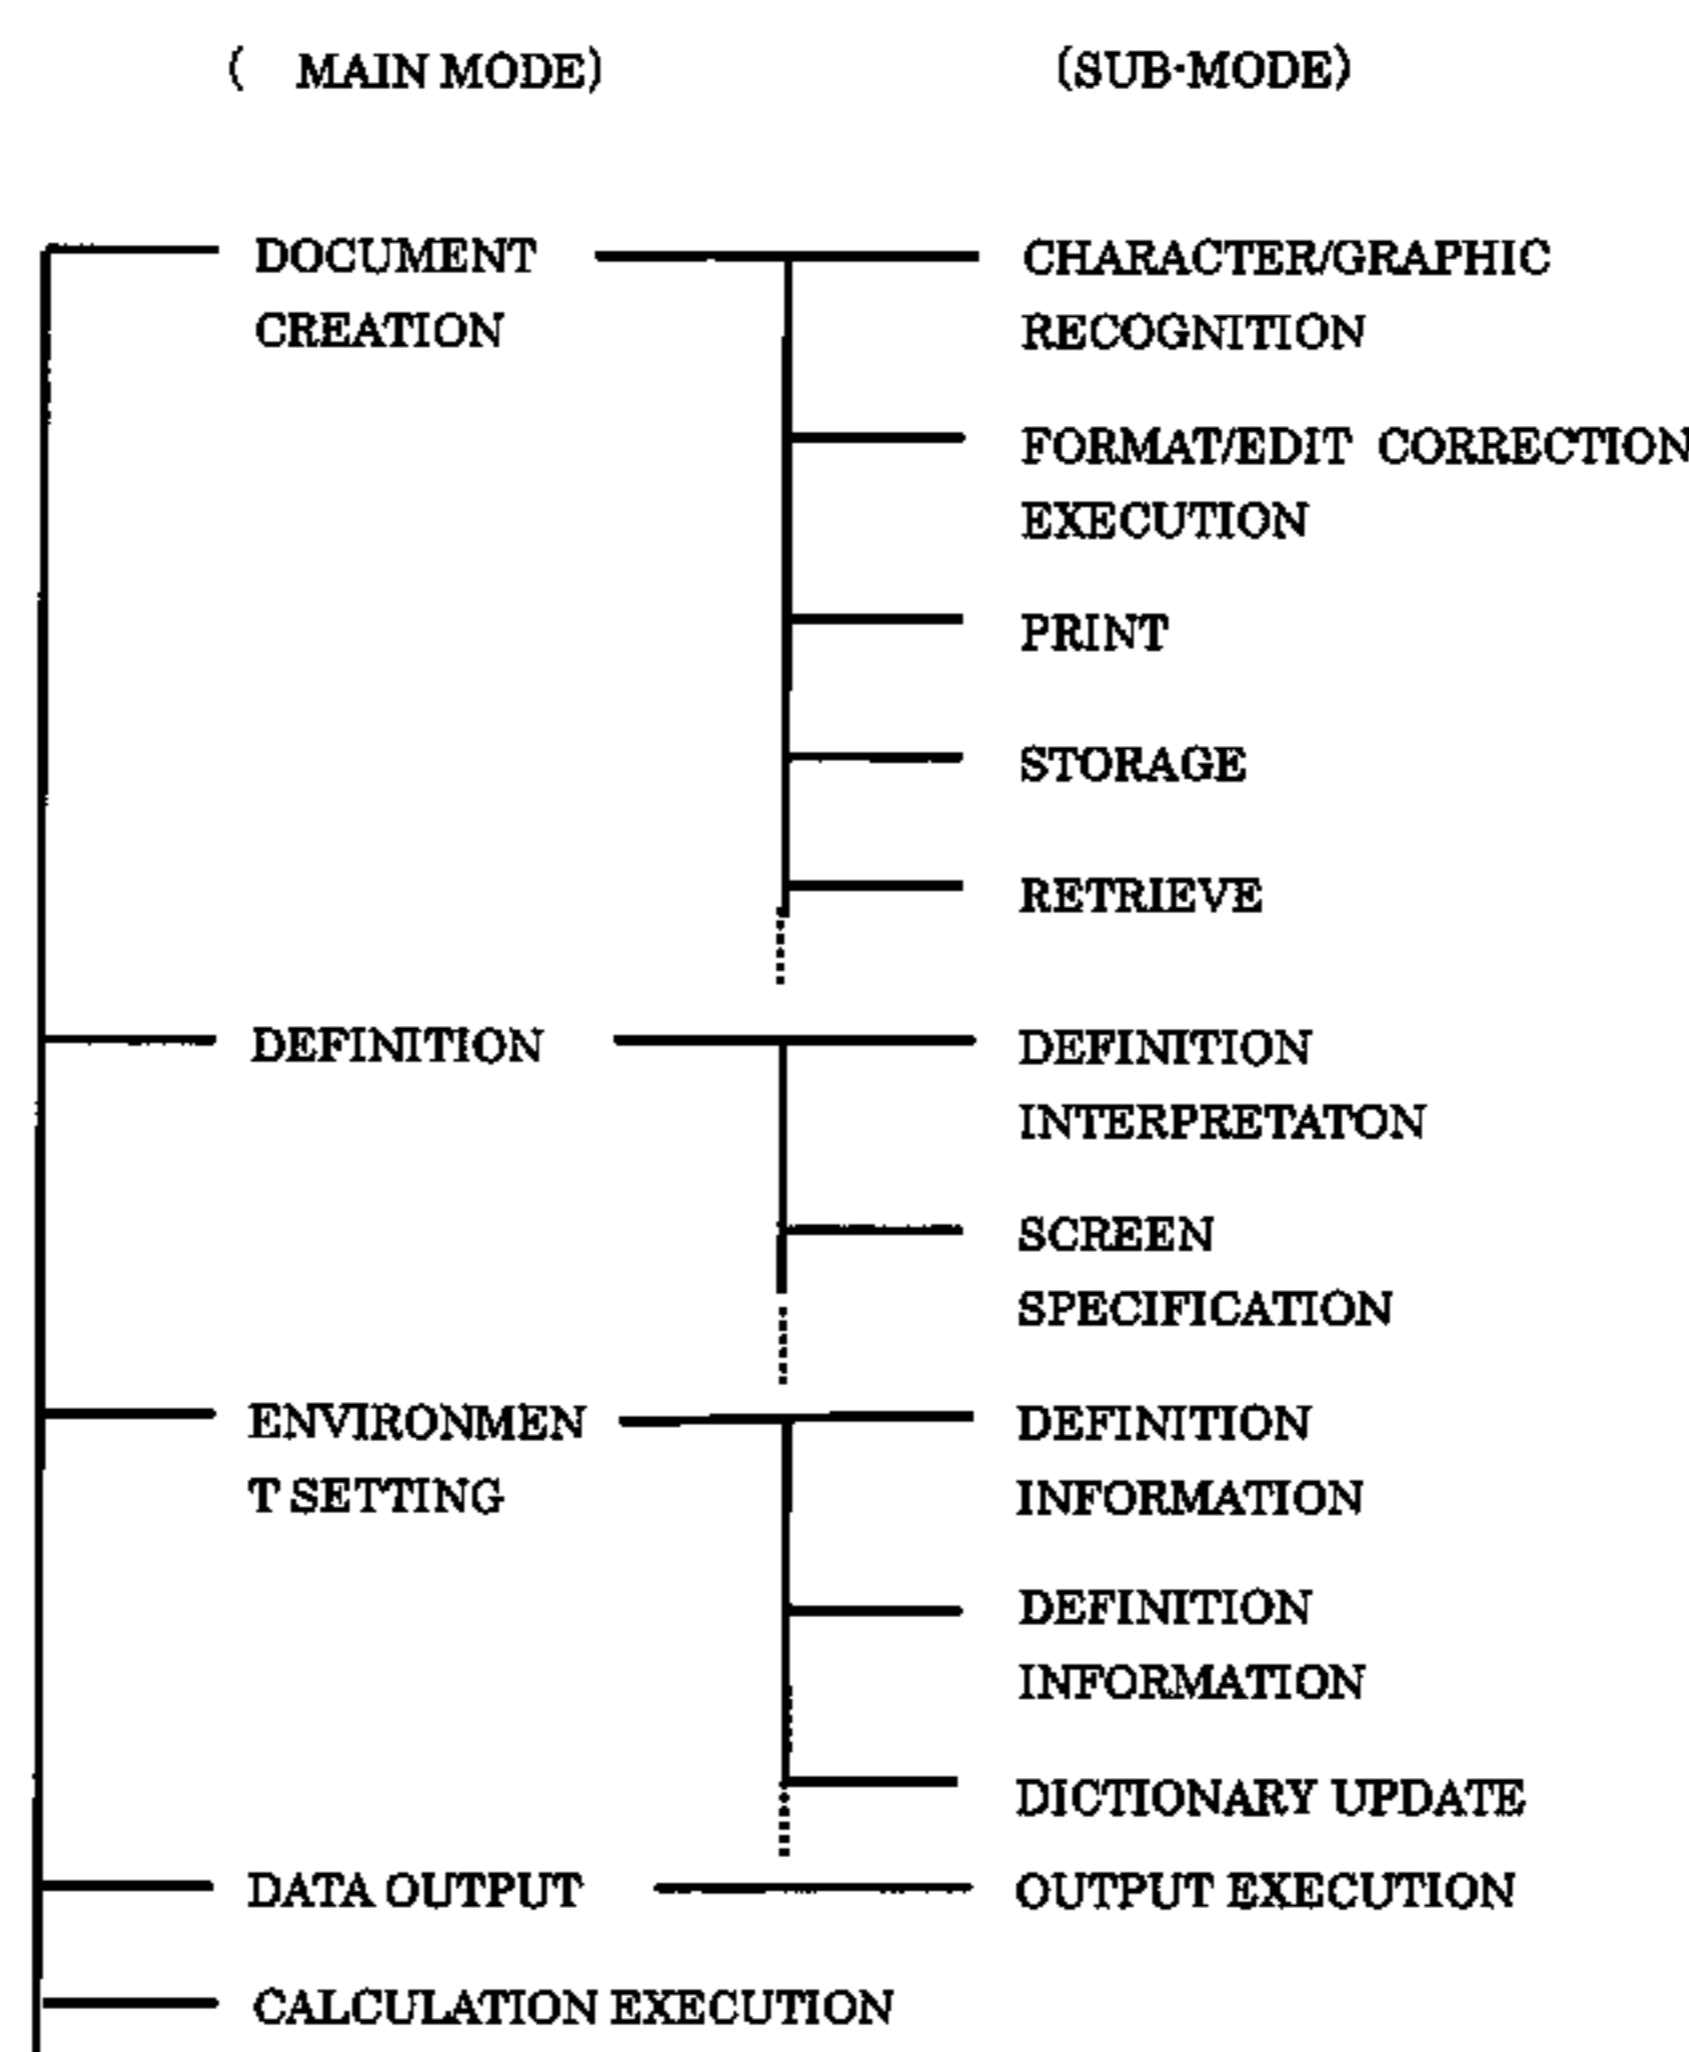 ( MAIN MODE) (SUB-MODE)
DOCUMENT CHARACTER/GRAPHIC
CREATION RECOGNITION
FORMAT/EDIT CORRECTION
EXECUTION
PRINT
STORAGE
RETRIEVE
DEFINITION DEFINITION
INTERPRETATON
SCREEN
SPECIFICATION
ENVIRONMEN DEFINITION
T SETTING INFORMATION
DEFINITION
INFORMATION
DICTIONARY UPDATE
DATA OUTPUT OUTPUT EXECUTION
CALCULATION EXECUTION